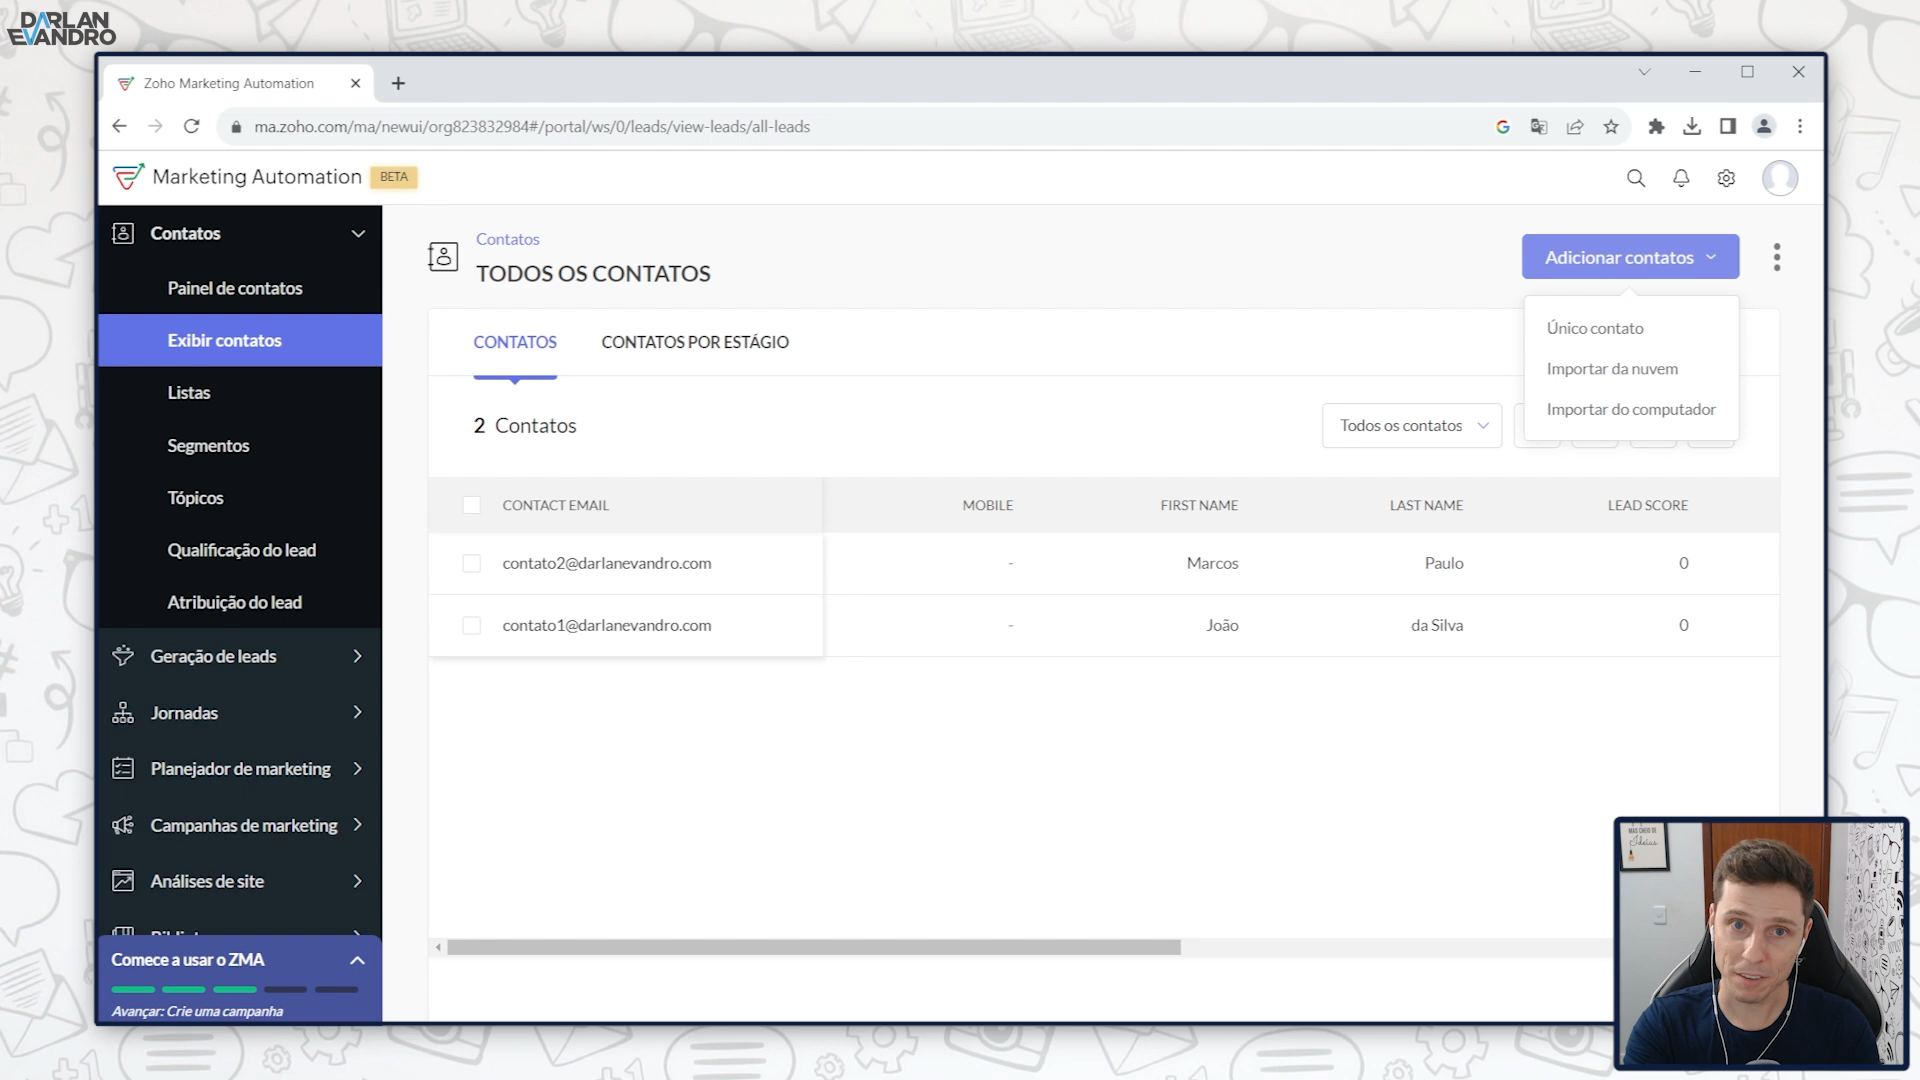 DARLAN
EVANDRO
Zoho Marketing Automation
ma.zoho.com/ma/newui/org823832984#/portal/ws/0/leads/view-leads/all-leads
Marketing Automation BETA
Contatos
Painel de contatos
Exibir contatos
Listas
Segmentos
Tópicos
Qualificação do lead
Atribuição do lead
Geração de leads
Jornadas
Planejador de marketing
Campanhas de marketing
Análises de site
Comece a usar o ZMA
Avançar: Crie uma campanha
Contatos
TODOS OS CONTATOS
Adicionar contatos
Único contato
Importar da nuvem
Importar do computador
CONTATOS CONTATOS POR ESTÁGIO
2 Contatos
Todos os contatos
CONTACT EMAIL MOBILE FIRST NAME LAST NAME LEAD SCORE
contato2@darlanevandro.com - Marcos Paulo 0
contato1@darlanevandro.com - João da Silva 0
MAS CHEIO DE
Ideias